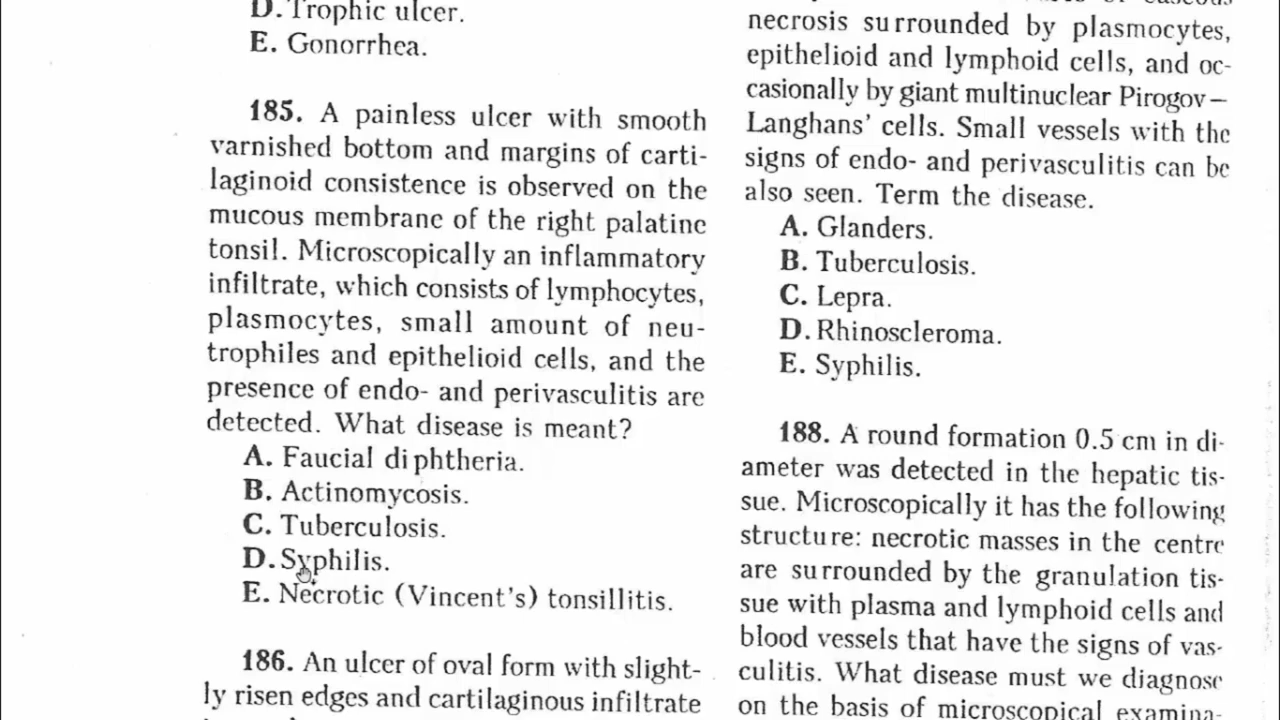 D. Trophic ulcer.
E. Gonorrhea.
185. A painless ulcer with smooth
varnished bottom and margins of carti-
laginoid consistence is observed on the
mucous membrane of the right palatine
tonsil. Microscopically an inflammatory
infiltrate, which consists of lymphocytes,
plasmocytes, small amount of neu-
trophiles and epithelioid cells, and the
presence of endo- and perivasculitis are
detected. What disease is meant?
A. Faucial diphtheria.
B. Actinomycosis.
C. Tuberculosis.
D. Syphilis.
E. Necrotic (Vincent's) tonsillitis.
186. An ulcer of oval form with slight-
ly risen edges and cartilaginous infiltrate
necrosis surrounded by plasmocytes,
epithelioid and lymphoid cells, and oc-
casionally by giant multinuclear Pirogov–
Langhans' cells. Small vessels with the
signs of endo- and perivasculitis can be
also seen. Term the disease.
A. Glanders.
B. Tuberculosis.
C. Lepra.
D. Rhinoscleroma.
E. Syphilis.
188. A round formation 0.5 cm in di-
ameter was detected in the hepatic tis-
sue. Microscopically it has the following
structure: necrotic masses in the centre
are surrounded by the granulation tis-
sue with plasma and lymphoid cells and
blood vessels that have the signs of vas-
culitis. What disease must we diagnose
on the basis of microscopical examina-